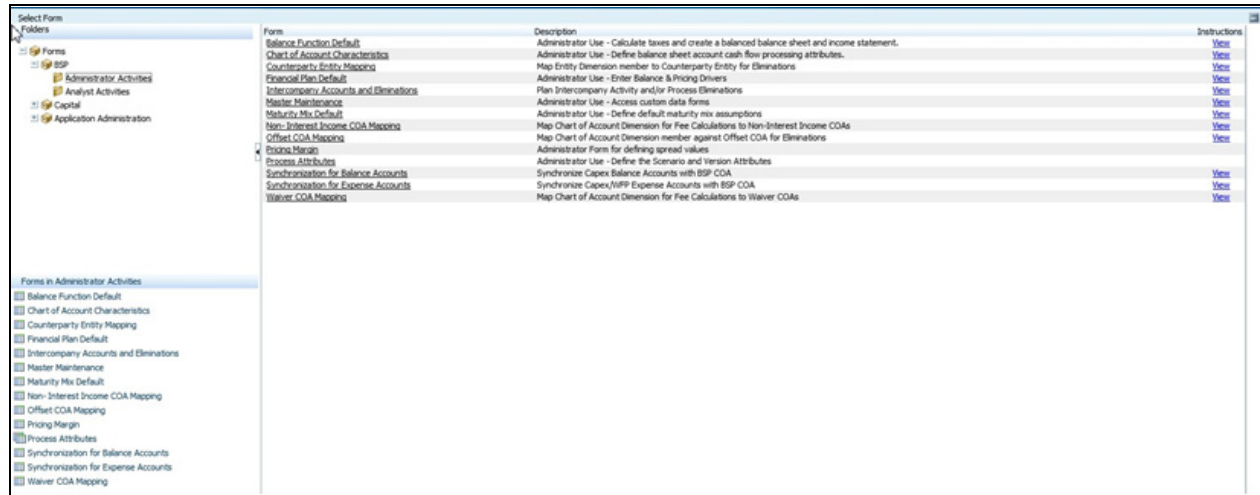 Select Form
Folders
Forms
BSP
Administrator Activities
Analyst Activities
Capital
Application Administration
Form Description Instructions
Balance Function Default Administrator Use - Calculate taxes and create a balanced balance sheet and income statement. View
Chart of Account Characteristics Administrator Use - Define balance sheet account cash flow processing attributes. View
Counterparty Entity Mapping Map Entity Dimension member to Counterparty Entity for Eliminations View
Financial Plan Default Administrator Use - Enter Balance & Pricing Drivers View
Intercompany Accounts and Eliminations Plan Intercompany Activity and/or Process Eliminations View
Master Maintenance Administrator Use - Access custom data forms View
Maturity Mix Default Administrator Use - Define default maturity mix assumptions View
Non- Interest Income COA Mapping Map Chart of Account Dimension for Fee Calculations to Non-Interest Income COAs View
Offset COA Mapping Map Chart of Account Dimension member against Offset COA for Eliminations View
Pricing Margin Administrator Form for defining spread values
Process Attributes Administrator Use - Define the Scenario and Version Attributes
Synchronization for Balance Accounts Synchronize Capex Balance Accounts with BSP COA View
Synchronization for Expense Accounts Synchronize Capex/WFP Expense Accounts with BSP COA View
Waiver COA Mapping Map Chart of Account Dimension for Fee Calculations to Waiver COAs View
Forms in Administrator Activities
Balance Function Default
Chart of Account Characteristics
Counterparty Entity Mapping
Financial Plan Default
Intercompany Accounts and Eliminations
Master Maintenance
Maturity Mix Default
Non- Interest Income COA Mapping
Offset COA Mapping
Pricing Margin
Process Attributes
Synchronization for Balance Accounts
Synchronization for Expense Accounts
Waiver COA Mapping